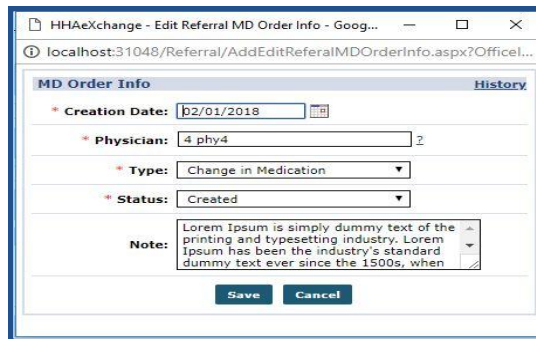 HHAeXchange - Edit Referral MD Order Info - Goog...
localhost:31048/Referral/AddEditReferalMDOrderInfo.aspx?OfficeI...
MD Order Info History
* Creation Date: 02/01/2018
* Physician: 4 phy4 ?
* Type: Change in Medication
* Status: Created
Note: Lorem Ipsum is simply dummy text of the
printing and typesetting industry. Lorem
Ipsum has been the industry's standard
dummy text ever since the 1500s, when
Save Cancel